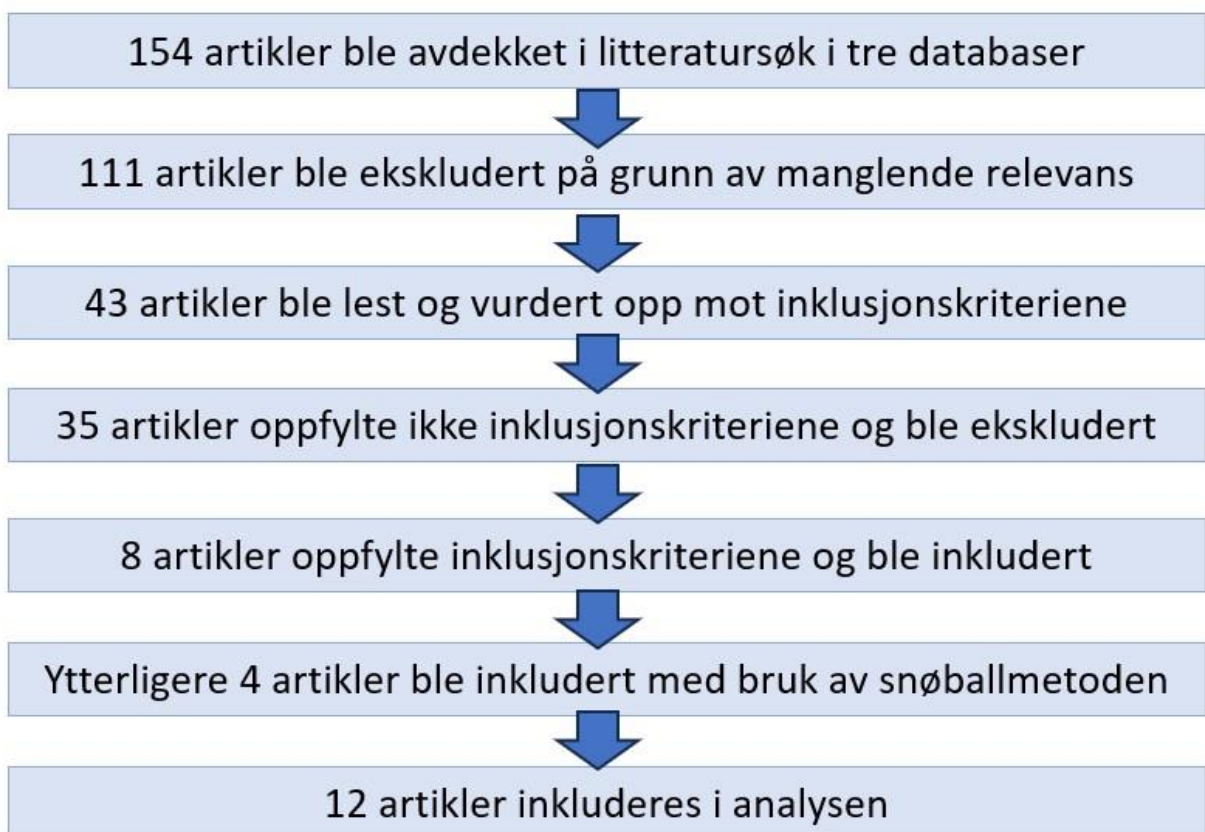 154 artikler ble avdekket i litteratursøk i tre databaser
111 artikler ble ekskludert på grunn av manglende relevans
43 artikler ble lest og vurdert opp mot inklusjonskriteriene
35 artikler oppfylte ikke inklusjonskriteriene og ble ekskludert
8 artikler oppfylte inklusjonskriteriene og ble inkludert
Ytterligere 4 artikler ble inkludert med bruk av snøballmetoden
12 artikler inkluderes i analysen